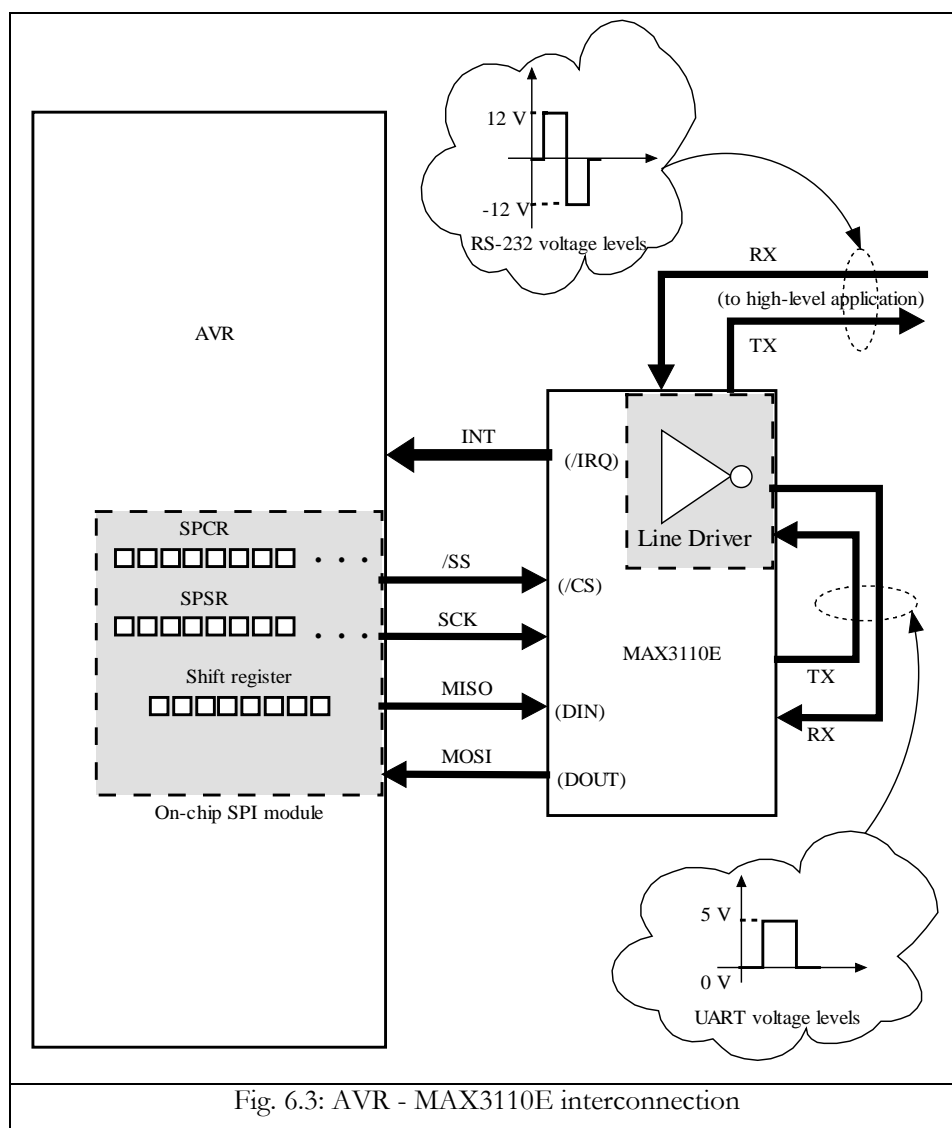 12 V
-12 V
RS-232 voltage levels
RX
(to high-level application)
TX
AVR
INT
(/IRQ)
Line Driver
SPCR
. . .
/SS
(/CS)
SPSR
. . .
SCK
MAX3110E
Shift register
TX
MISO
(DIN)
RX
MOSI
(DOUT)
On-chip SPI module
5 V
0 V
UART voltage levels
Fig. 6.3: AVR - MAX3110E interconnection